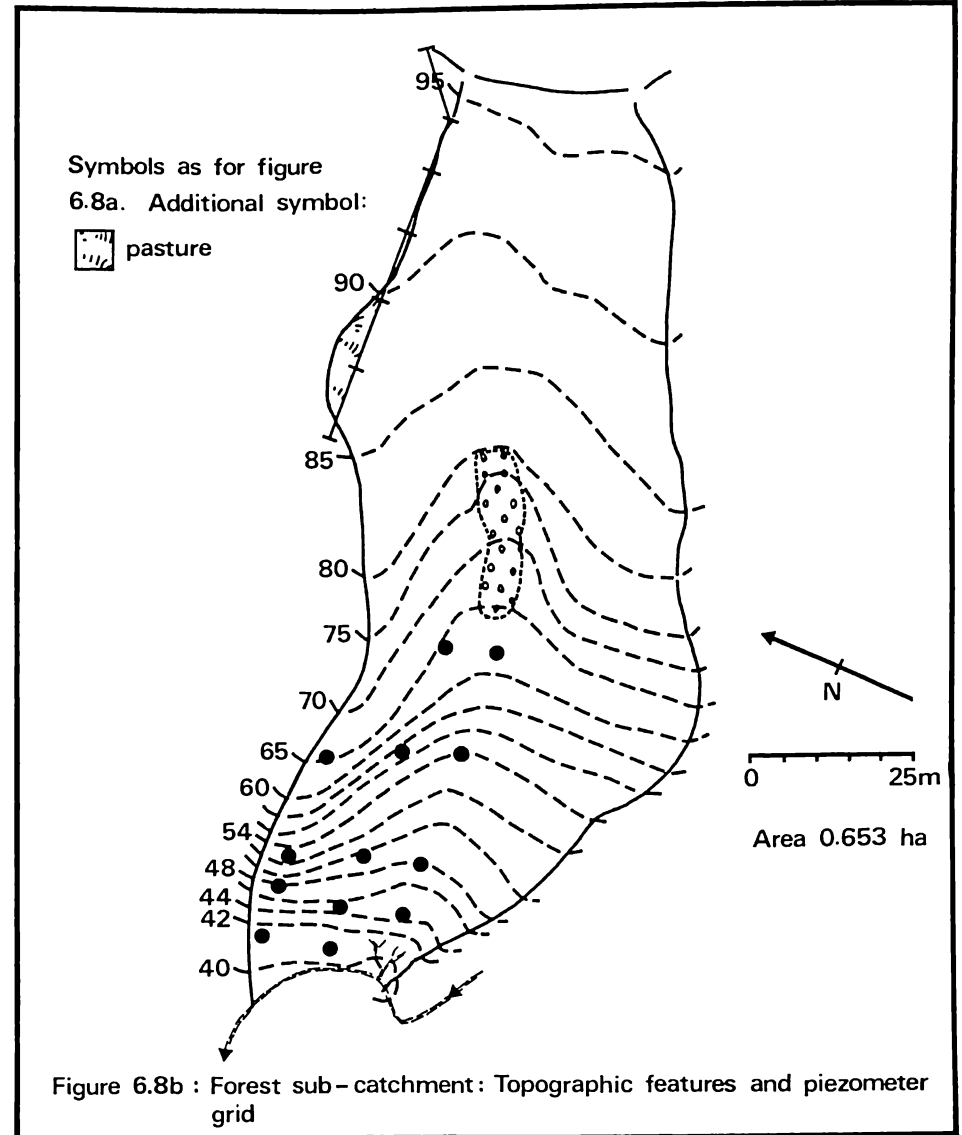 95
Symbols as for figure
6.8a. Additional symbol:
pasture
90
85
80
75
70
N
65
0 25m
60
54
Area 0.653 ha
48
44
42
40
Figure 6.8b : Forest sub-catchment: Topographic features and piezometer
grid